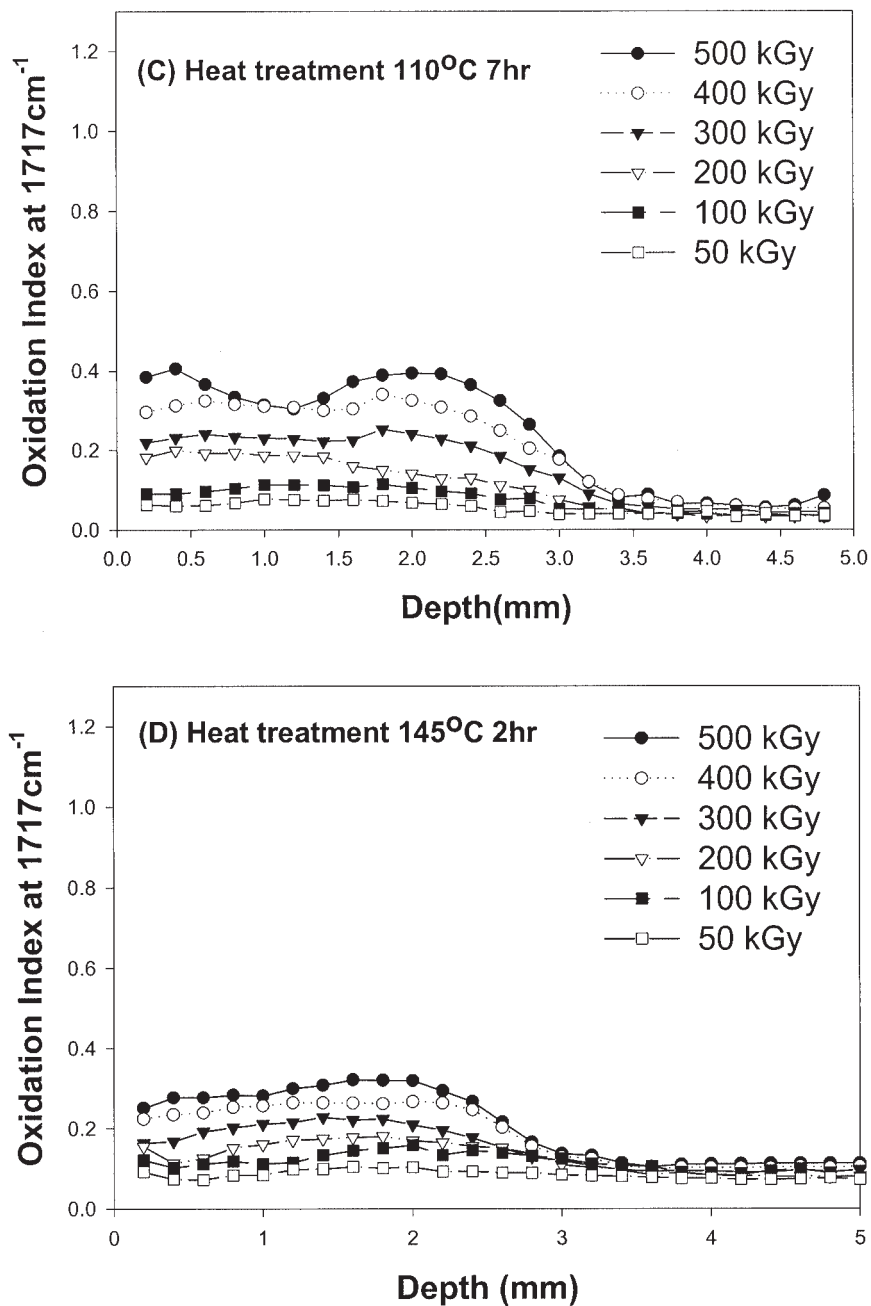 (C) Heat treatment 110°C 7hr
500 kGy
400 kGy
300 kGy
200 kGy
100 kGy
50 kGy
Oxidation Index at 1717cm⁻¹
1.2
1.0
0.8
0.6
0.4
0.2
0.0
0.0 0.5 1.0 1.5 2.0 2.5 3.0 3.5 4.0 4.5 5.0
Depth(mm)
(D) Heat treatment 145°C 2hr
500 kGy
400 kGy
300 kGy
200 kGy
100 kGy
50 kGy
Oxidation Index at 1717cm⁻¹
1.2
1.0
0.8
0.6
0.4
0.2
0.0
0 1 2 3 4 5
Depth (mm)